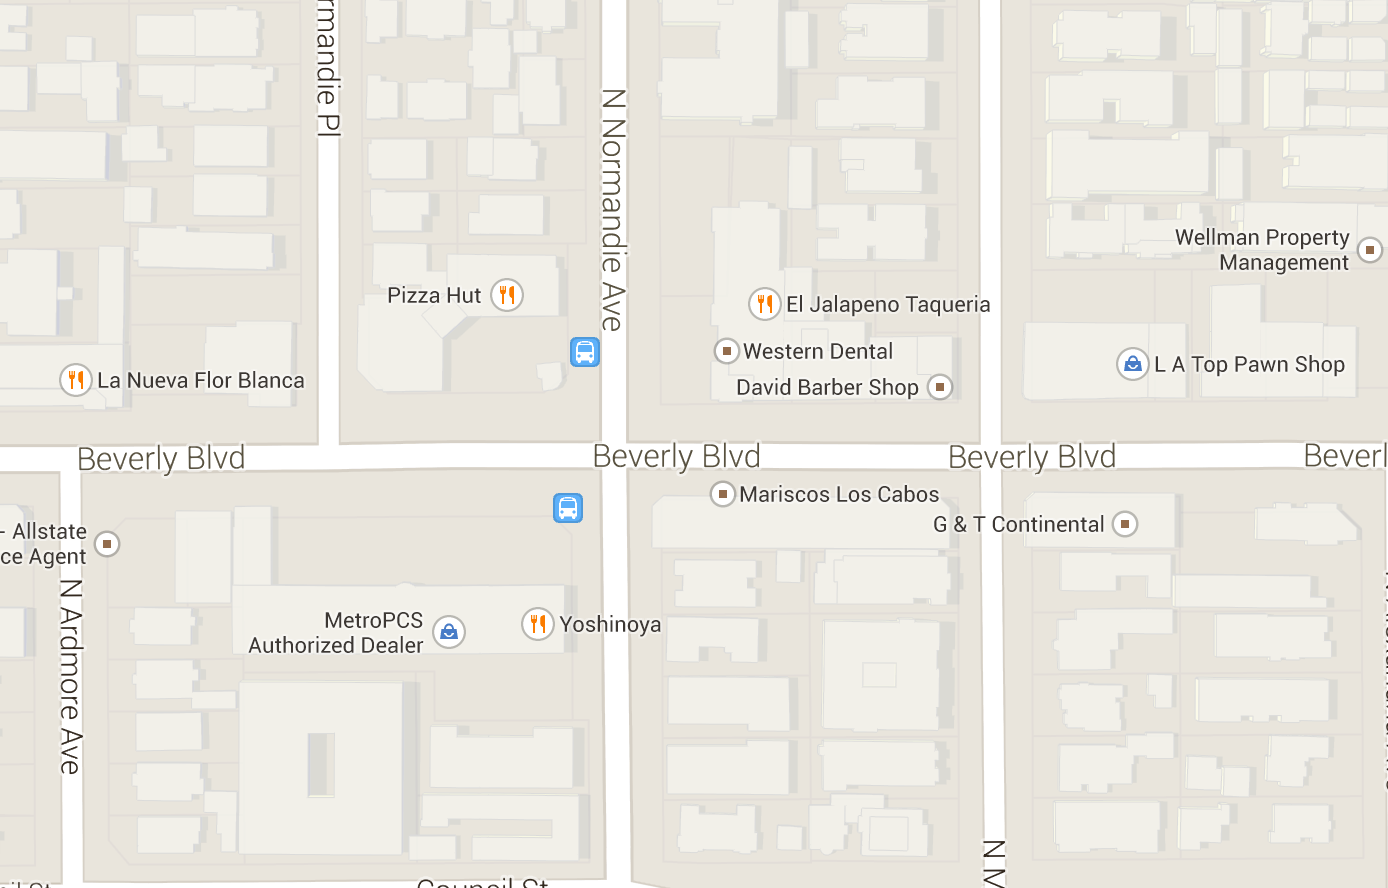 rmandie Pl
N Normandie Ave
Wellman Property
Management
Pizza Hut
El Jalapeno Taqueria
Western Dental
L A Top Pawn Shop
La Nueva Flor Blanca
David Barber Shop
Beverly Blvd
Beverly Blvd
Beverly Blvd
Beverl
Mariscos Los Cabos
G & T Continental
- Allstate
ce Agent
N Ardmore Ave
MetroPCS
Authorized Dealer
Yoshinoya
N M
Council St